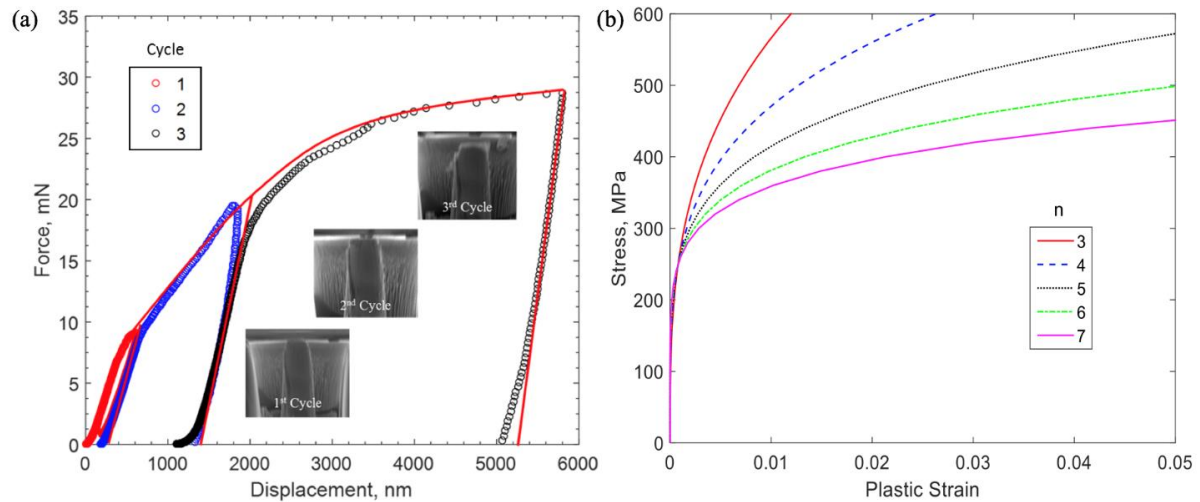 (a)
35
30
25
20
15
10
5
0
Force, mN
Cycle
1
2
3
3rd Cycle
2nd Cycle
1st Cycle
0 1000 2000 3000 4000 5000 6000
Displacement, nm
(b)
600
500
400
300
200
100
0
Stress, MPa
n
3
4
5
6
7
0 0.01 0.02 0.03 0.04 0.05
Plastic Strain